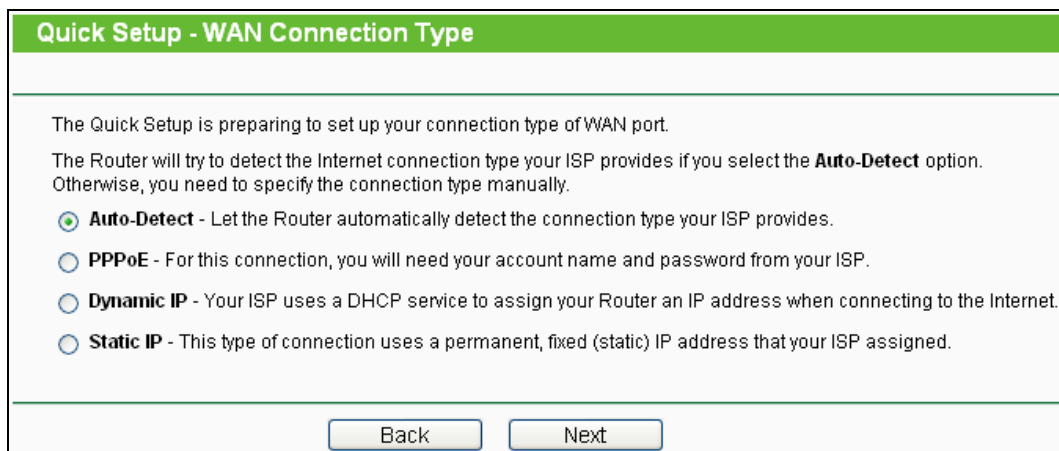 Quick Setup - WAN Connection Type
The Quick Setup is preparing to set up your connection type of WAN port.
The Router will try to detect the Internet connection type your ISP provides if you select the Auto-Detect option.
Otherwise, you need to specify the connection type manually.
Auto-Detect - Let the Router automatically detect the connection type your ISP provides.
PPPoE - For this connection, you will need your account name and password from your ISP.
Dynamic IP - Your ISP uses a DHCP service to assign your Router an IP address when connecting to the Internet.
Static IP - This type of connection uses a permanent, fixed (static) IP address that your ISP assigned.
Back Next